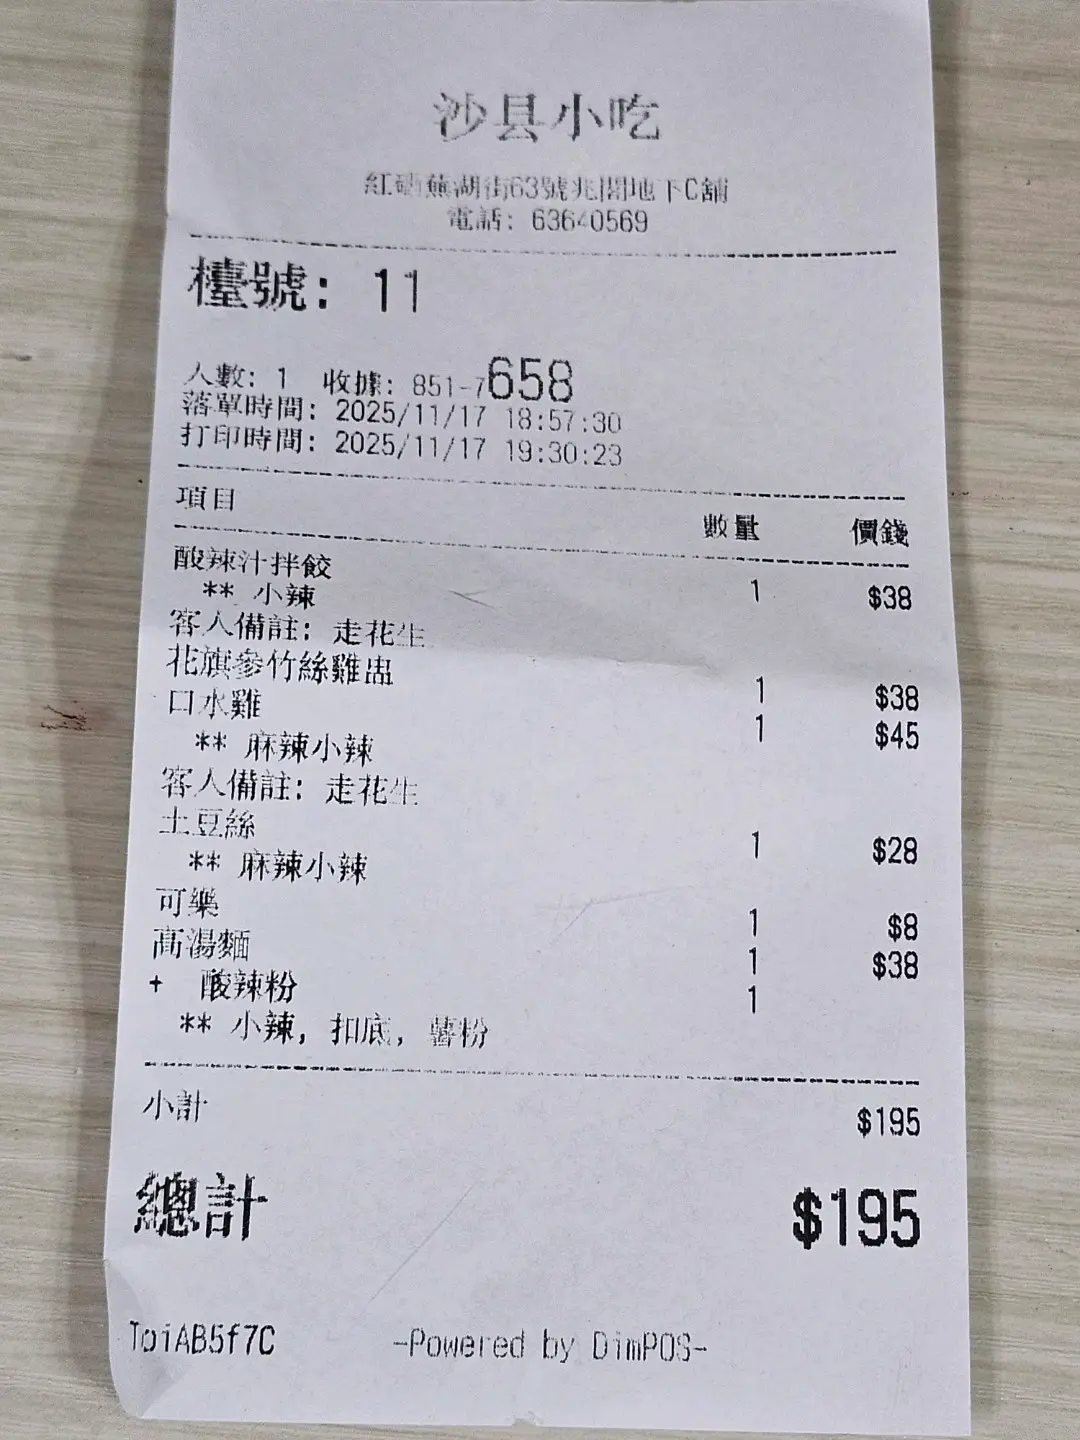 沙县小吃
紅磡蕪湖街63號兆閣地下C舖
電話: 63640569
檯號: 11
人數: 1 收據: 851-7658
落單時間: 2025/11/17 18:57:30
打印時間: 2025/11/17 19:30:23
項目 數量 價錢
酸辣汁拌餃 1 $38
** 小辣
客人備註: 走花生
花旗參竹絲雞盅 1 $38
口水雞 1 $45
** 麻辣小辣
客人備註: 走花生
土豆絲 1 $28
** 麻辣小辣
可樂 1 $8
高湯麵 1 $38
+ 酸辣粉 1
** 小辣, 扣底, 薯粉
小計 $195
總計 $195
ToiAB5f7C -Powered by DimPOS-